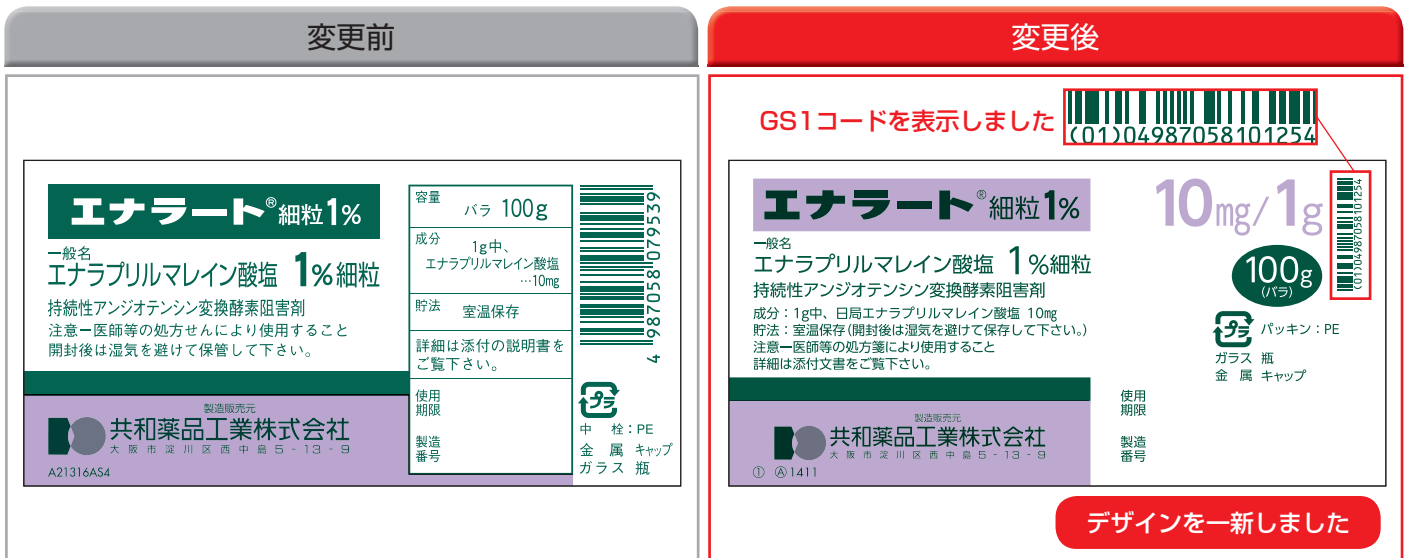 変更前
エナラート®細粒1%
一般名
エナラプリルマレイン酸塩 1%細粒
持続性アンジオテンシン変換酵素阻害剤
注意ー医師等の処方せんにより使用すること
開封後は湿気を避けて保管して下さい。
製造販売元
共和薬品工業株式会社
大阪市淀川区西中島5-13-9
A21316AS4
容量
バラ 100g
成分
1g中、
エナラプリルマレイン酸塩
…10mg
貯法 室温保存
詳細は添付の説明書を
ご覧下さい。
使用
期限
製造
番号
4 987058 079539
プラ
中 栓:PE
金 属 キャップ
ガラス 瓶
変更後
GS1コードを表示しました
(01)04987058101254
エナラート®細粒1%
一般名
エナラプリルマレイン酸塩 1%細粒
持続性アンジオテンシン変換酵素阻害剤
成分:1g中、日局エナラプリルマレイン酸塩 10mg
貯法:室温保存(開封後は湿気を避けて保存して下さい。)
注意ー医師等の処方箋により使用すること
詳細は添付文書をご覧下さい。
製造販売元
共和薬品工業株式会社
大阪市淀川区西中島5-13-9
① Ⓐ1411
10mg/1g
100g
(バラ)
(01)04987058101254
プラ パッキン:PE
ガラス 瓶
金 属 キャップ
使用
期限
製造
番号
デザインを一新しました